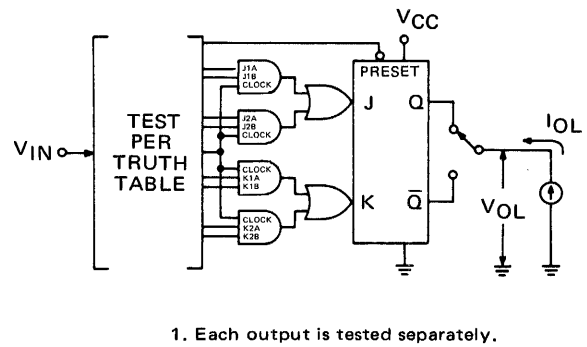 VCC
PRESET
J1A
J1B
CLOCK
J2A
J2B
CLOCK
CLOCK
K1A
K1B
CLOCK
K2A
K2B
J
Q
K
Q̅
VIN
TEST
PER
TRUTH
TABLE
IOL
VOL
1. Each output is tested separately.